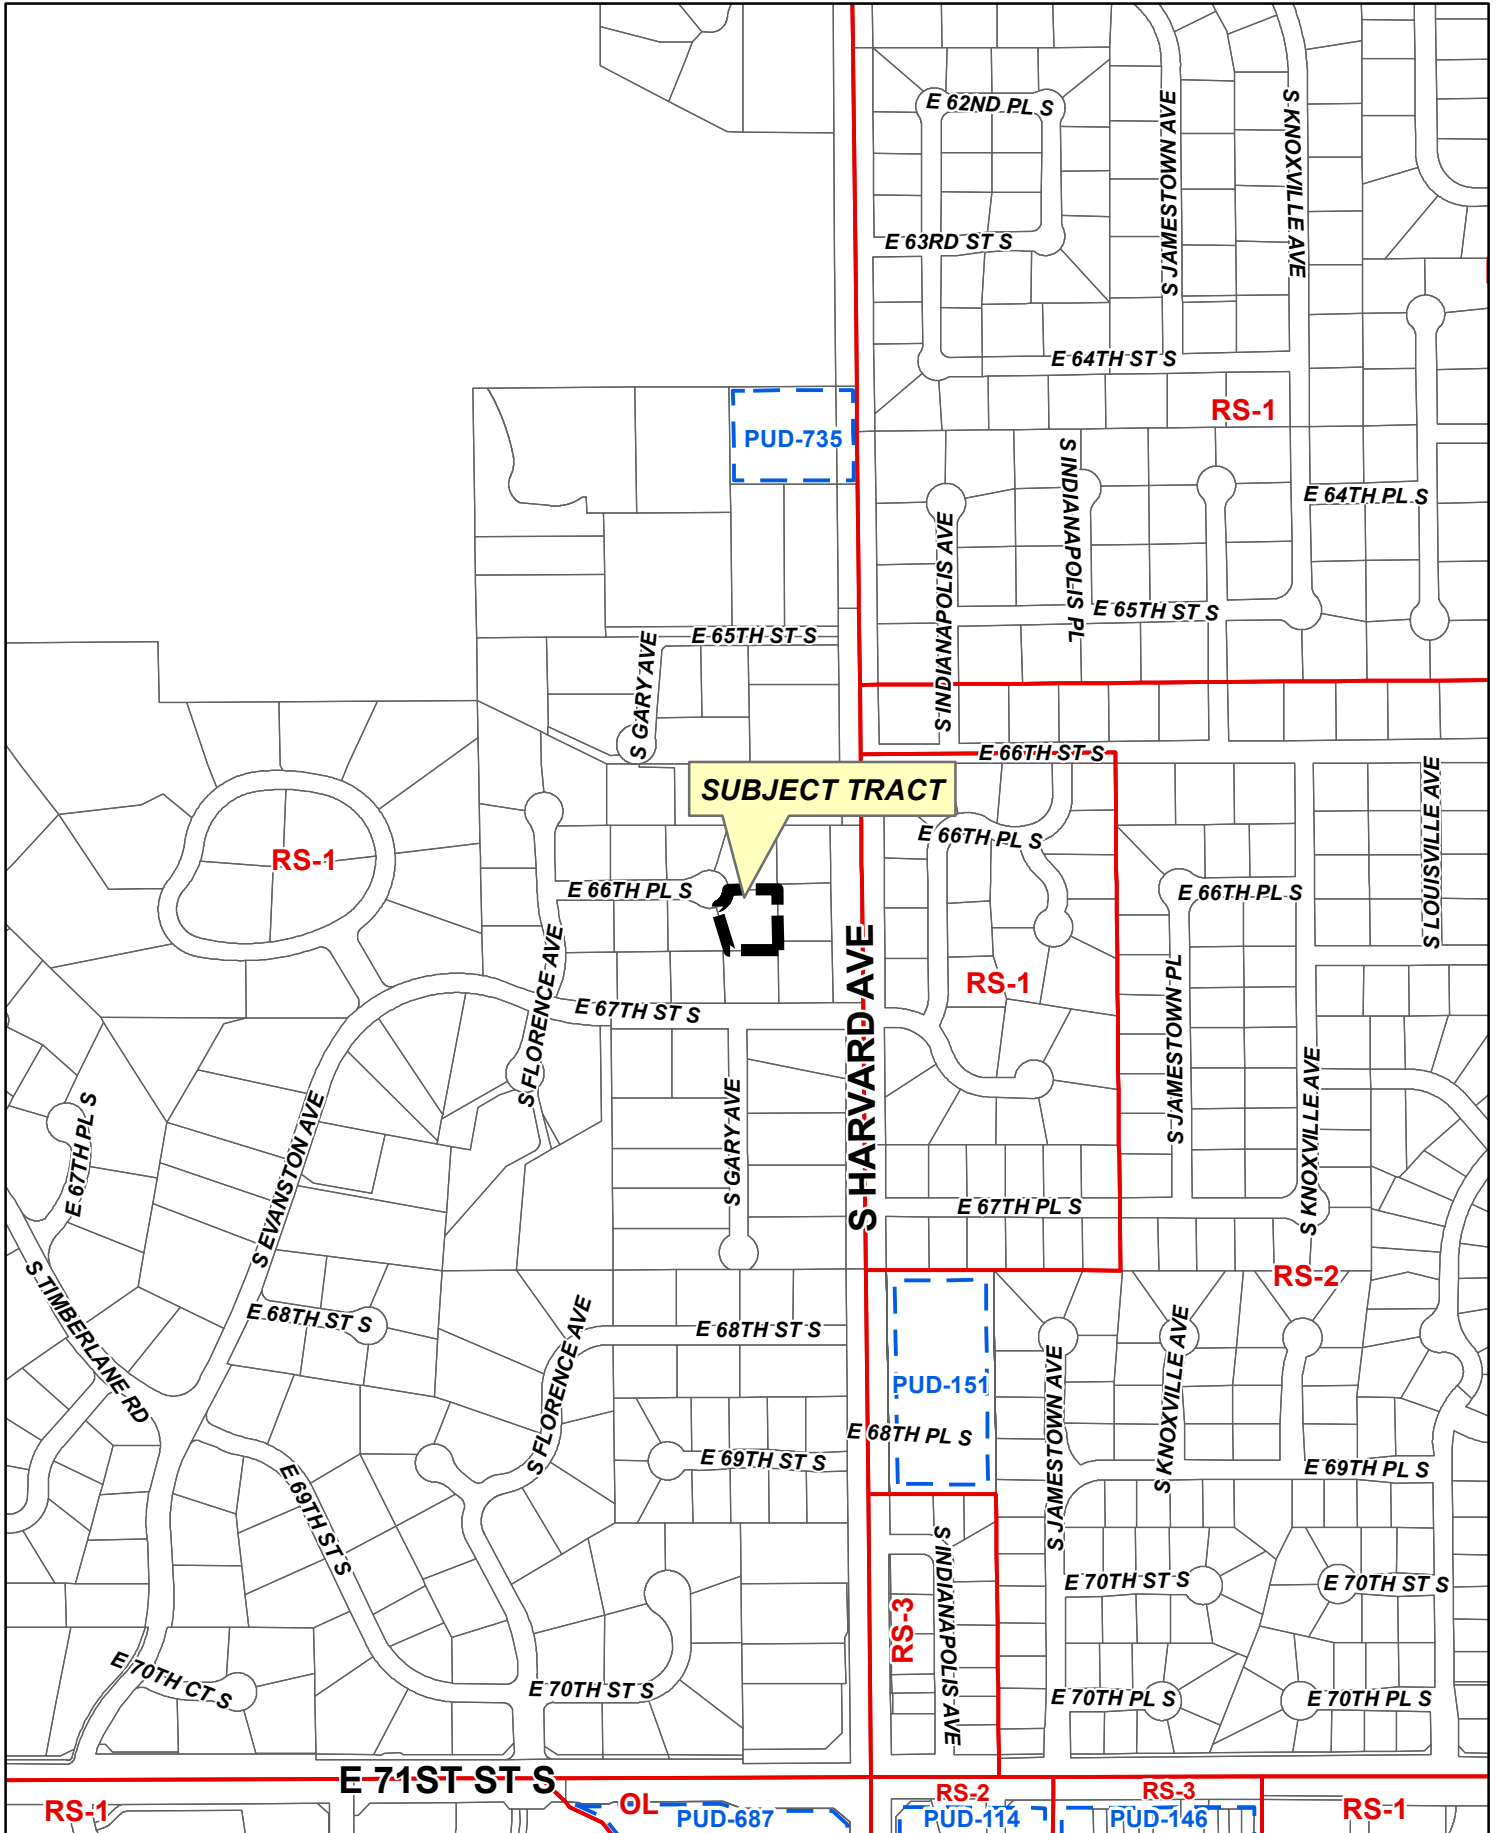 E 62ND PL S
S JAMESTOWN AVE
S KNOXVILLE AVE
E 63RD ST S
E 64TH ST S
RS-1
PUD-735
S INDIANAPOLIS PL
E 64TH PL S
S INDIANAPOLIS AVE
E 65TH ST S
E 65TH ST S
S GARY AVE
E 66TH ST S
SUBJECT TRACT
S LOUISVILLE AVE
E 66TH PL S
RS-1
E 66TH PL S
E 66TH PL S
S FLORENCE AVE
S HARVARD AVE
RS-1
S JAMESTOWN PL
E 67TH ST S
S KNOXVILLE AVE
S GARY AVE
E 67TH PL S
S EVANSTON AVE
E 67TH PL S
RS-2
S TIMBERLANE RD
E 68TH ST S
S FLORENCE AVE
E 68TH ST S
PUD-151
S JAMESTOWN AVE
S KNOXVILLE AVE
E 68TH PL S
E 69TH ST S
E 69TH PL S
E 69TH ST S
S INDIANAPOLIS AVE
RS-3
E 70TH ST S
E 70TH ST S
E 70TH CT S
E 70TH ST S
E 70TH PL S
E 70TH PL S
E 71ST ST S
RS-1
OL
PUD-687
RS-2
PUD-114
RS-3
PUD-146
RS-1